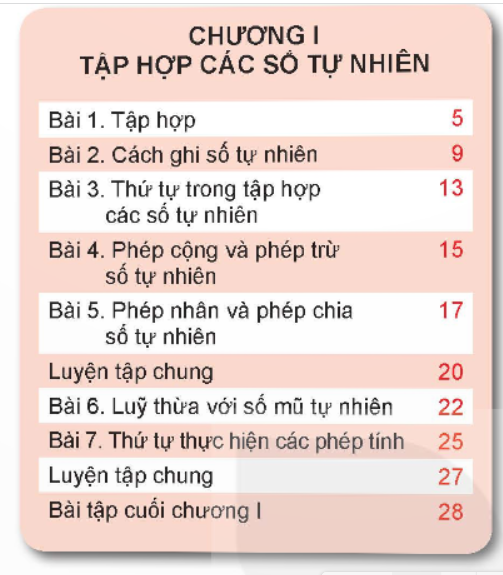 CHƯƠNG I
TẬP HỢP CÁC SỐ TỰ NHIÊN
Bài 1. Tập hợp 5
Bài 2. Cách ghi số tự nhiên 9
Bài 3. Thứ tự trong tập hợp 13
các số tự nhiên
Bài 4. Phép cộng và phép trừ 15
số tự nhiên
Bài 5. Phép nhân và phép chia 17
số tự nhiên
Luyện tập chung 20
Bài 6. Luỹ thừa với số mũ tự nhiên 22
Bài 7. Thứ tự thực hiện các phép tính 25
Luyện tập chung 27
Bài tập cuối chương I 28